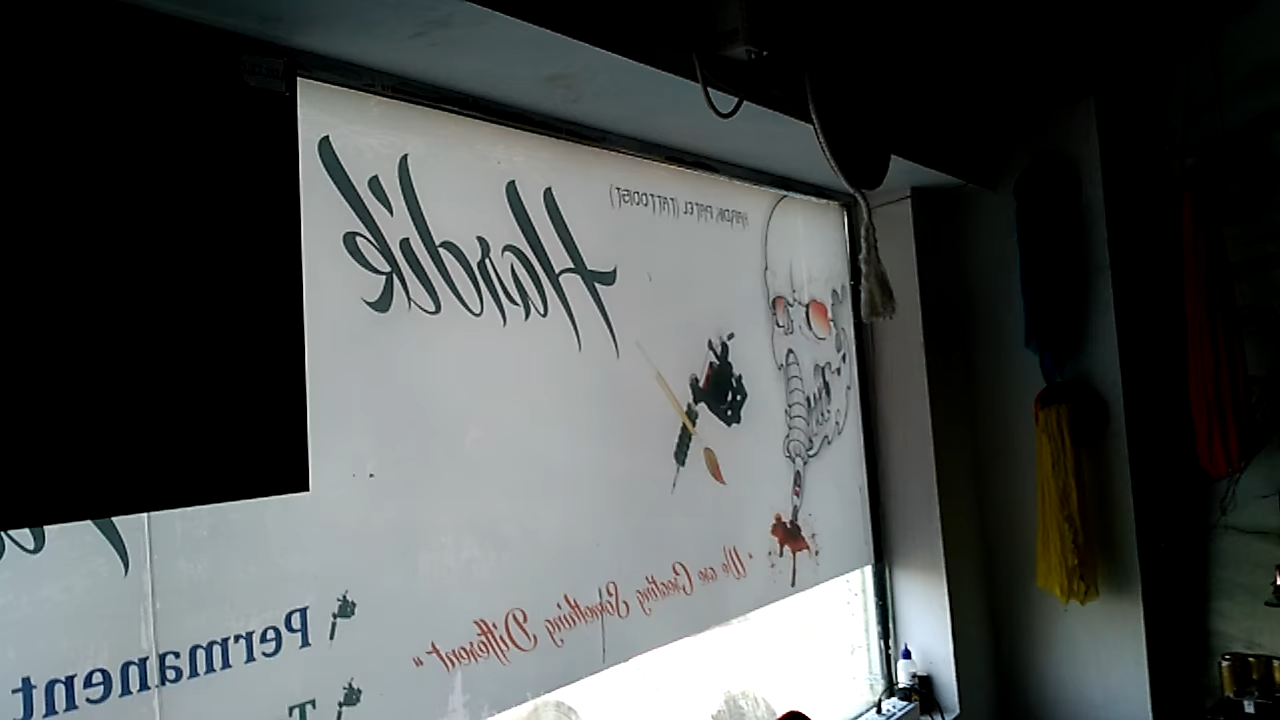 HARDIK PATEL (TATTOOIST)
Hardik
"We are Creating Something Different"
Permanent
T